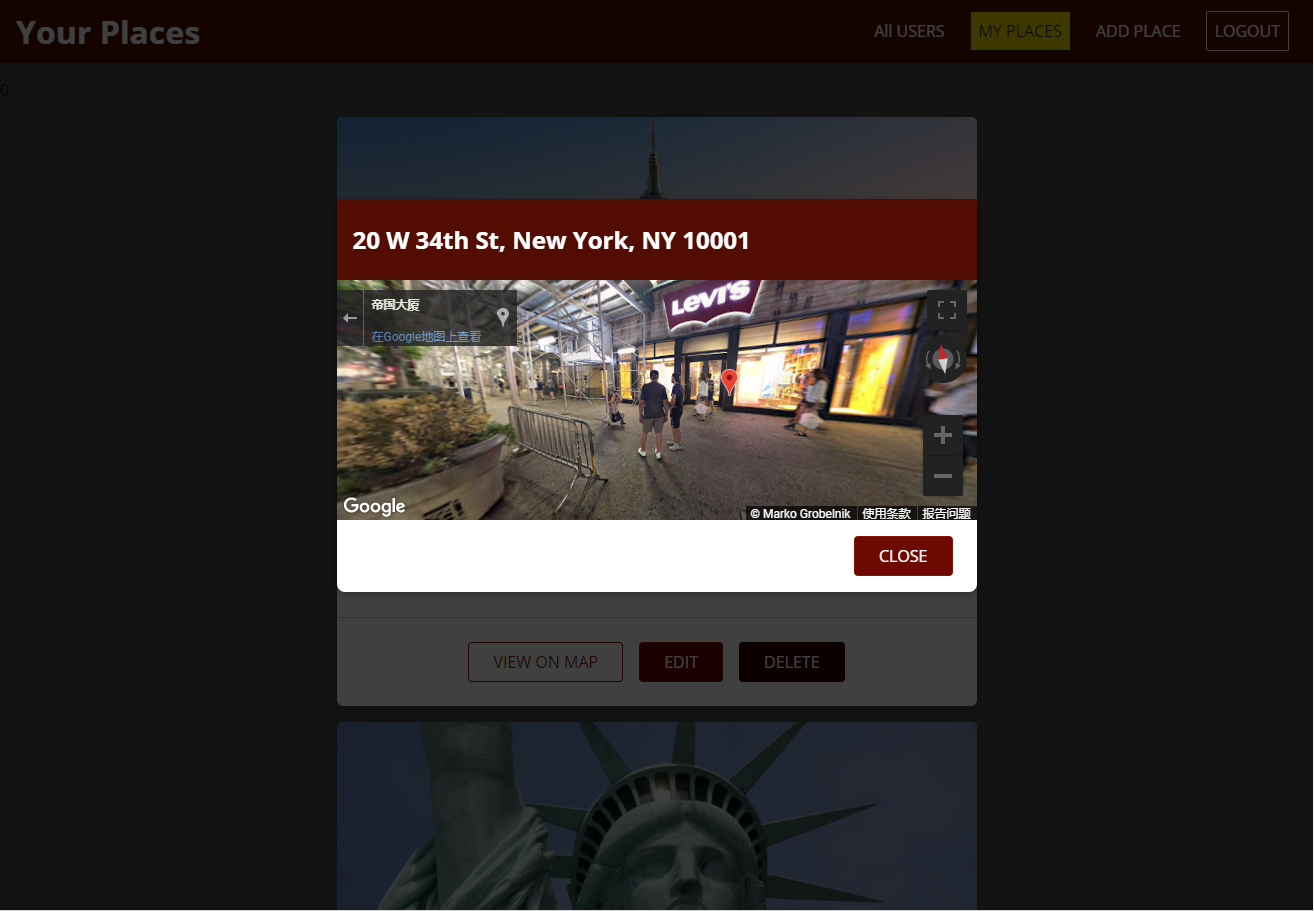 Your Places
All USERS
MY PLACES
ADD PLACE
LOGOUT
0
20 W 34th St, New York, NY 10001
帝国大厦
在Google地图上查看
LEVI'S
Google
© Marko Grobelnik
使用条款
报告问题
CLOSE
VIEW ON MAP
EDIT
DELETE